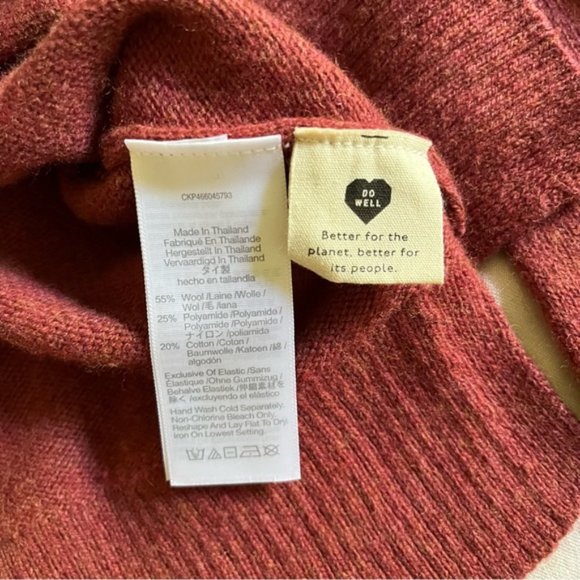 CKP466045793
Made In Thailand
Fabriqué En Thaïlande
Hergestellt In Thailand
Vervaardigd In Thailand
タイ製
hecho en tailandia
55% Wool /Laine /Wolle /
Wol /毛 /lana
25% Polyamide /Polyamide /
Polyamide /Polyamide /
ナイロン /poliamida
20% Cotton /Coton /
Baumwolle /Katoen /綿 /
algodón
Exclusive Of Elastic /Sans
Élastique /Ohne Gummizug /
Behalve Elastiek /伸縮素材を
除く /excluyendo el elástico
Hand Wash Cold Separately.
Non-Chlorine Bleach Only.
Reshape And Lay Flat To Dry.
Iron On Lowest Setting.
DO
WELL
Better for the
planet, better for
its people.